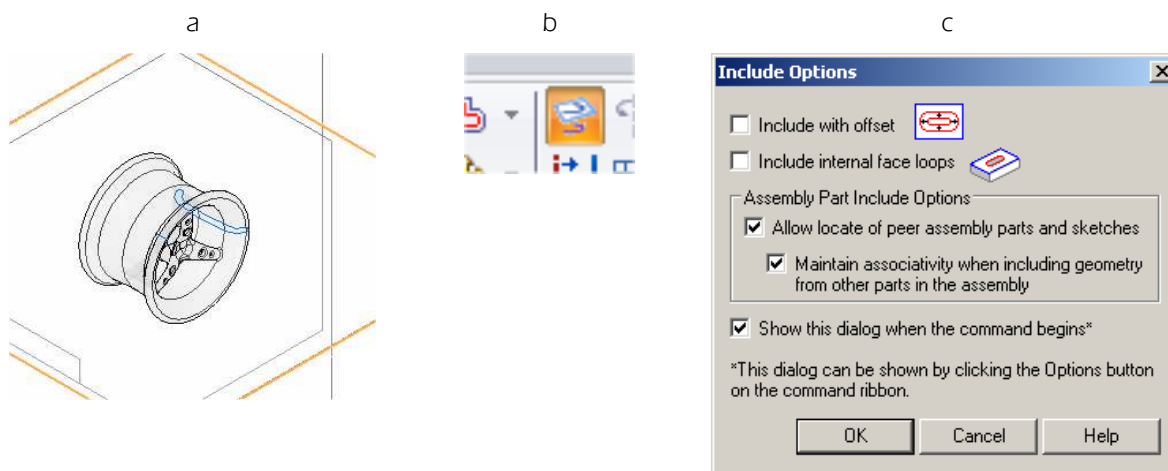 a
b
c
Include Options
Include with offset
Include internal face loops
Assembly Part Include Options
Allow locate of peer assembly parts and sketches
Maintain associativity when including geometry
from other parts in the assembly
Show this dialog when the command begins*
*This dialog can be shown by clicking the Options button
on the command ribbon.
OK
Cancel
Help